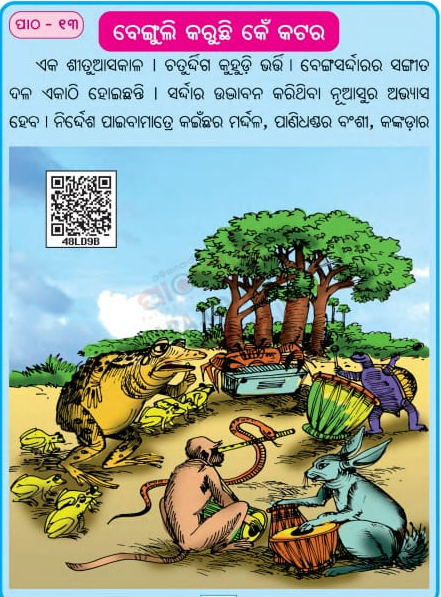 ପାଠ - ୧୩
ବେଙ୍ଗୁଲି କରୁଛି କେଁ କଟର
ଏକ ଶୀତୁଆସକାଳ । ଚତୁର୍ଦ୍ଦିଗ କୁହୁଡ଼ି ଭର୍ତ୍ତି । ବେଙ୍ଗସର୍ଦ୍ଦାରର ସଙ୍ଗୀତ
ଦଳ ଏକାଠି ହୋଇଛନ୍ତି । ସର୍ଦ୍ଦାର ଉଦ୍ଭାବନ କରିଥିବା ନୂଆସୁର ଅଭ୍ୟାସ
ହେବ । ନିର୍ଦ୍ଦେଶ ପାଇବାମାତ୍ରେ କଇଁଛର ମର୍ଦ୍ଦଳ, ପାଣିଧଣ୍ଡର ବଂଶୀ, କଙ୍କଡ଼ାର
48LD9B